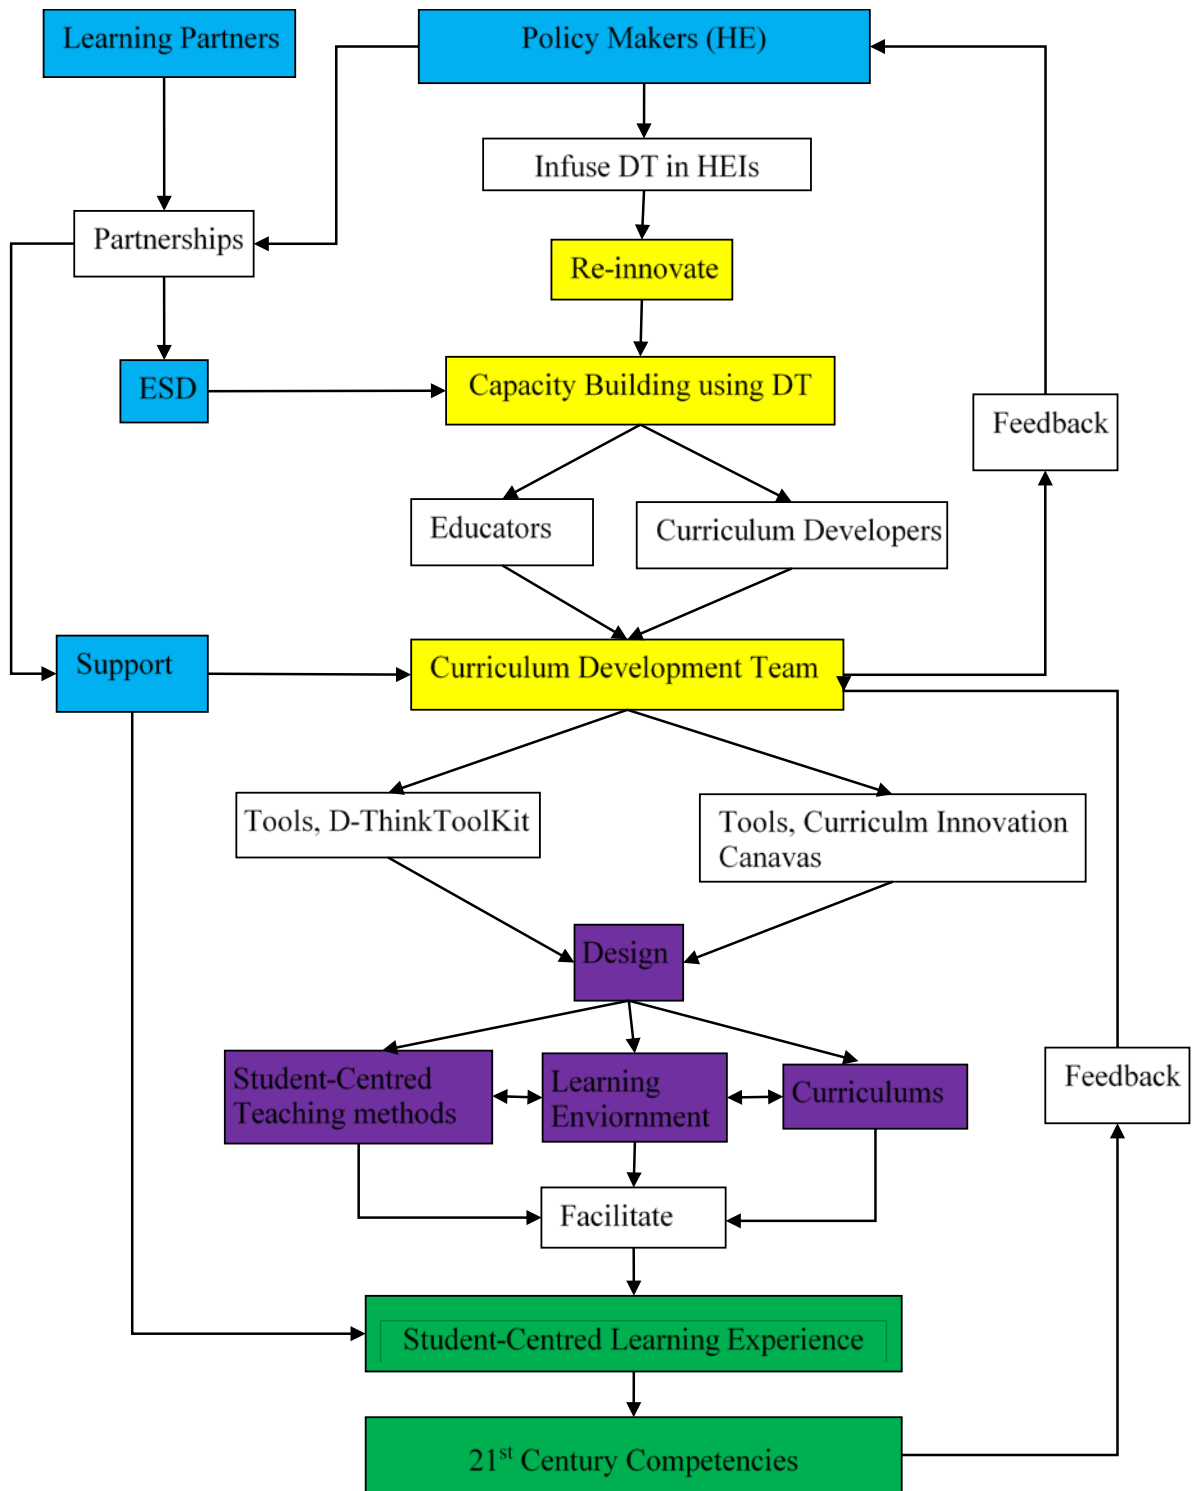 Learning Partners
Policy Makers (HE)
Infuse DT in HEIs
Partnerships
Re-innovate
ESD
Capacity Building using DT
Feedback
Educators
Curriculum Developers
Support
Curriculum Development Team
Tools, D-ThinkToolKit
Tools, Curriculm Innovation
Canavas
Design
Student-Centred
Teaching methods
Learning
Enviornment
Curriculums
Feedback
Facilitate
Student-Centred Learning Experience
21st Century Competencies